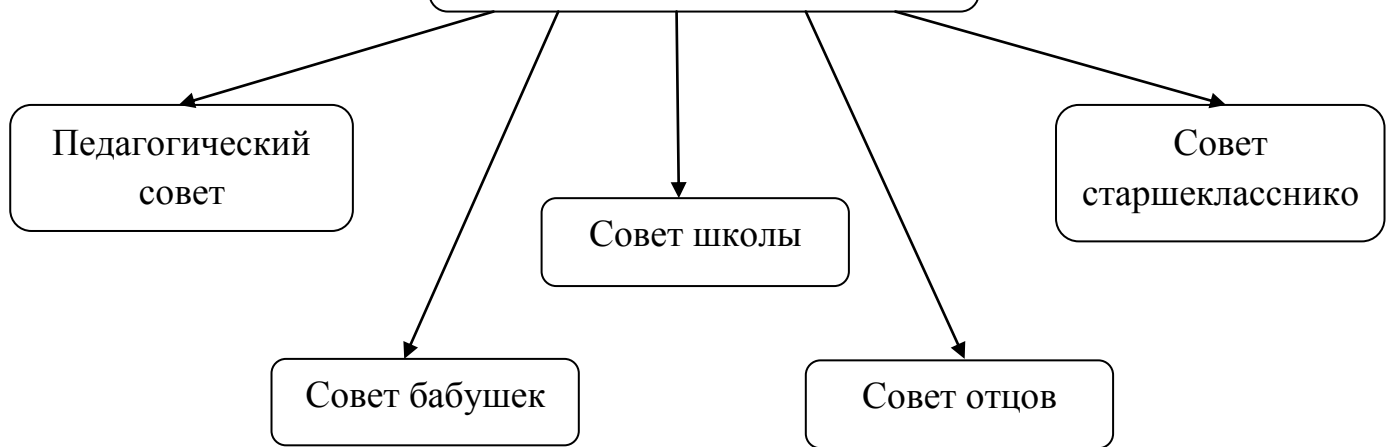 Педагогический
совет
Совет
старшекласснико
Совет школы
Совет бабушек
Совет отцов